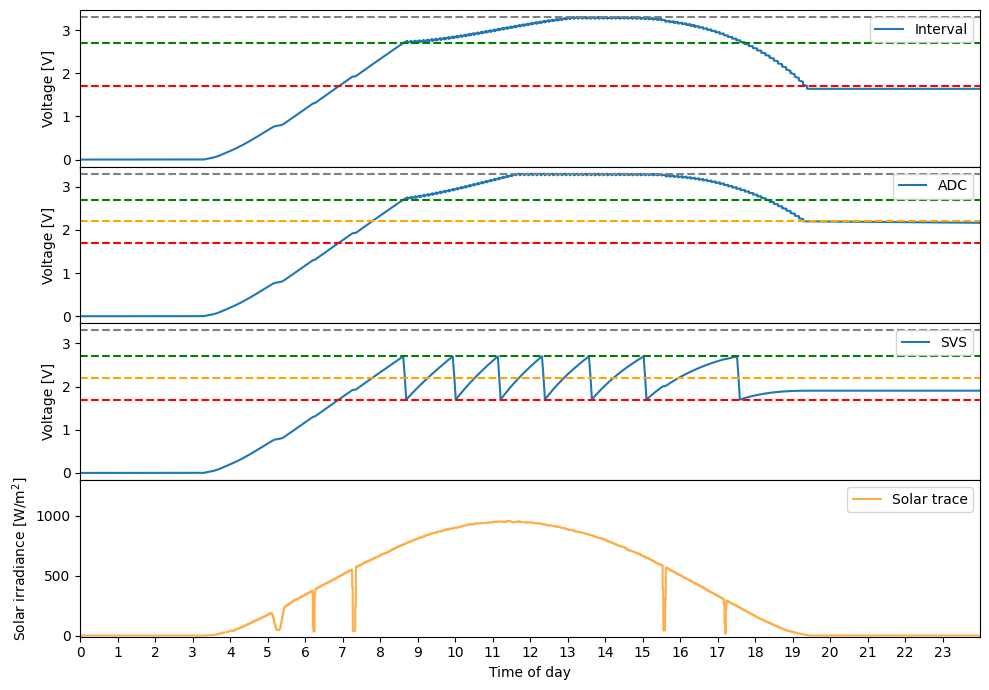 3
2
1
0
Voltage [V]
Interval
3
2
1
0
Voltage [V]
ADC
3
2
1
0
Voltage [V]
SVS
1000
500
0
Solar irradiance [W/m²]
Solar trace
0 1 2 3 4 5 6 7 8 9 10 11 12 13 14 15 16 17 18 19 20 21 22 23
Time of day